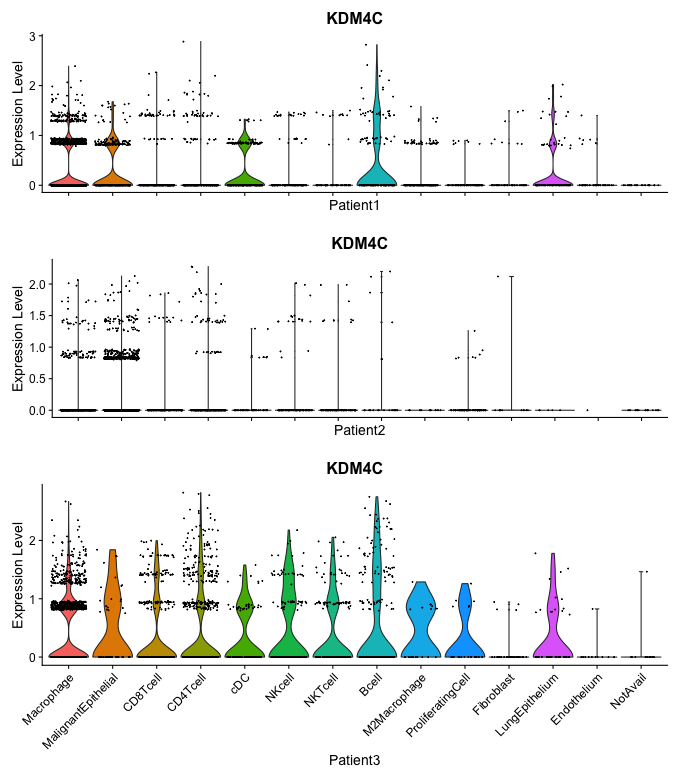 KDM4C
Expression Level
3
2
1
0
Patient1
KDM4C
Expression Level
2.0
1.5
1.0
0.5
0.0
Patient2
KDM4C
Expression Level
2
1
0
Macrophage
MalignantEpithelial
CD8Tcell
CD4Tcell
cDC
NKcell
NKTcell
Bcell
M2Macrophage
ProliferatingCell
Fibroblast
LungEpithelium
Endothelium
NotAvail
Patient3